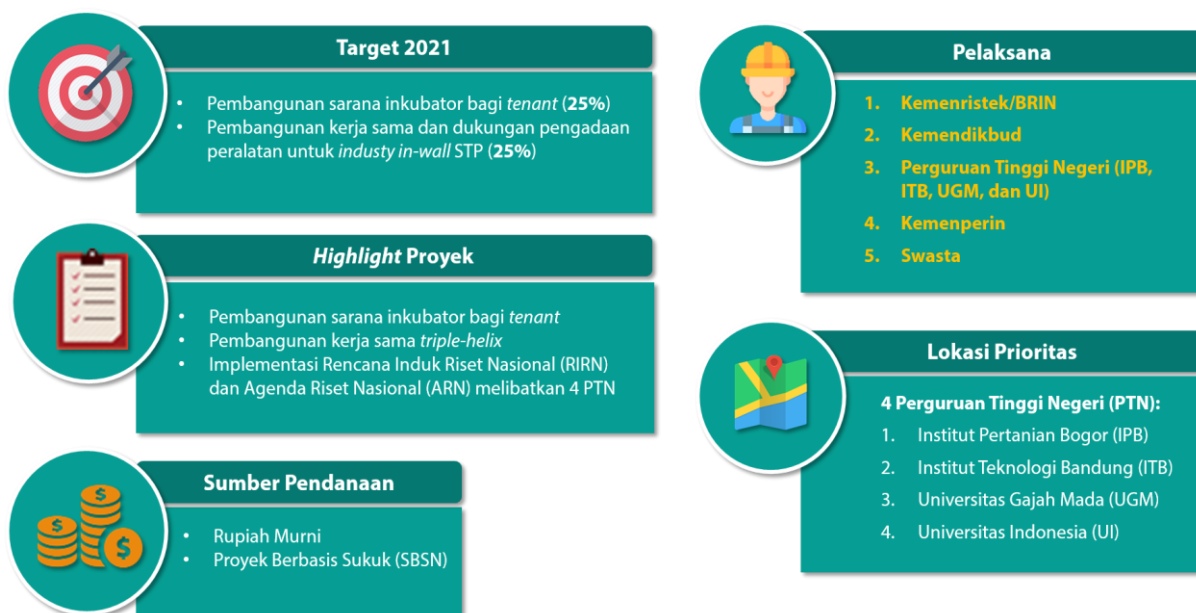 Target 2021
• Pembangunan sarana inkubator bagi tenant (25%)
• Pembangunan kerja sama dan dukungan pengadaan
peralatan untuk industy in-wall STP (25%)
Highlight Proyek
• Pembangunan sarana inkubator bagi tenant
• Pembangunan kerja sama triple-helix
• Implementasi Rencana Induk Riset Nasional (RIRN)
dan Agenda Riset Nasional (ARN) melibatkan 4 PTN
Sumber Pendanaan
• Rupiah Murni
• Proyek Berbasis Sukuk (SBSN)
Pelaksana
1. Kemenristek/BRIN
2. Kemendikbud
3. Perguruan Tinggi Negeri (IPB,
ITB, UGM, dan UI)
4. Kemenperin
5. Swasta
Lokasi Prioritas
4 Perguruan Tinggi Negeri (PTN):
1. Institut Pertanian Bogor (IPB)
2. Institut Teknologi Bandung (ITB)
3. Universitas Gajah Mada (UGM)
4. Universitas Indonesia (UI)